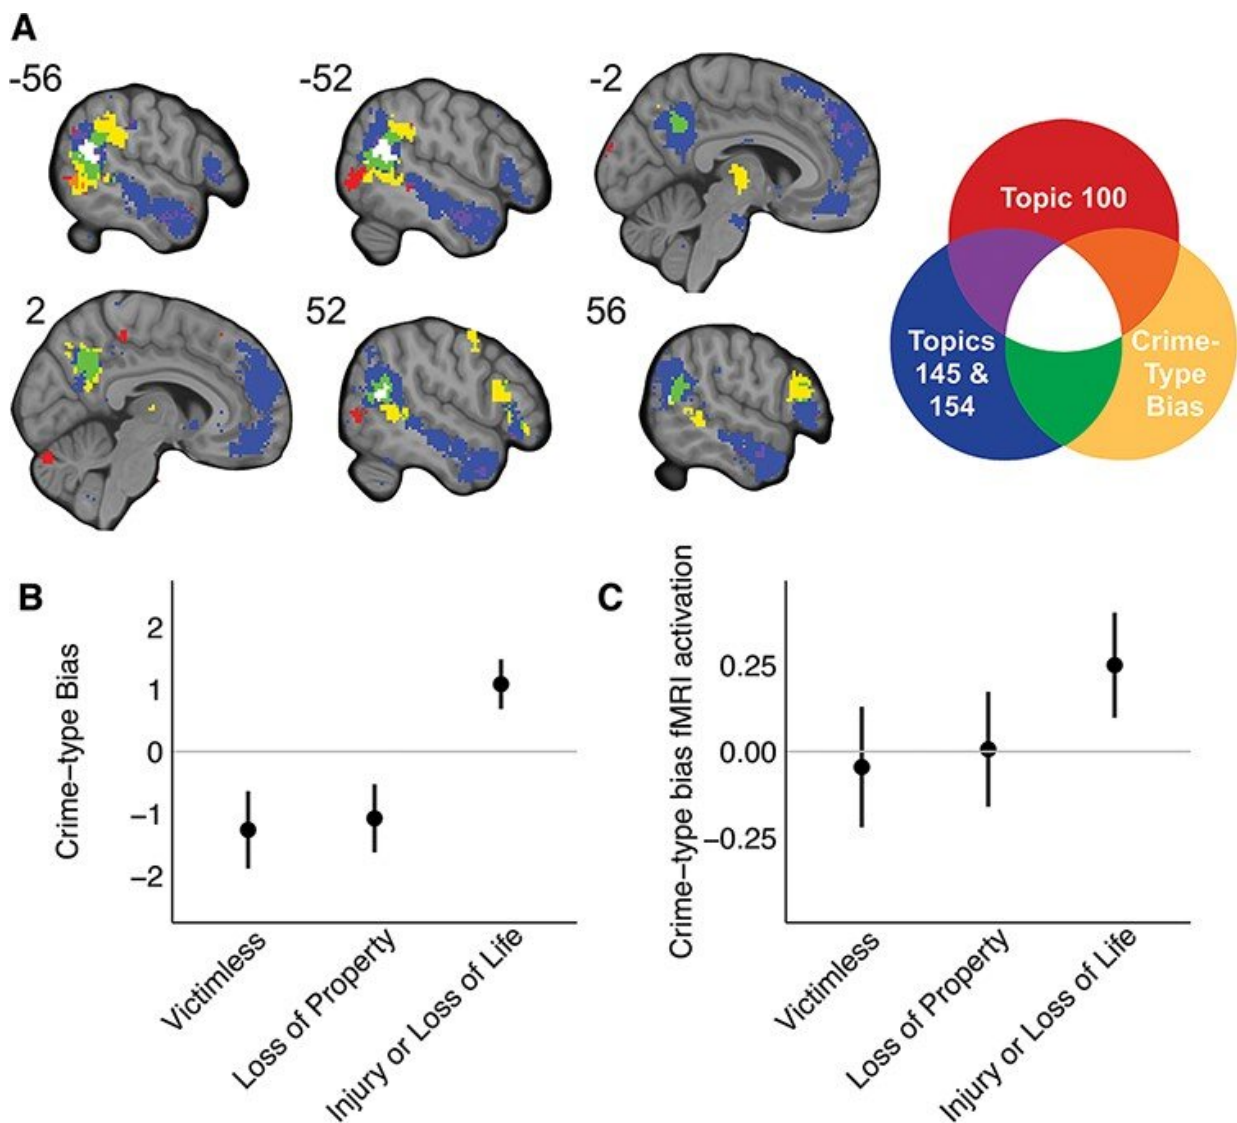 A
-56
-52
-2
2
52
56
Topic 100
Topics
145 &
154
Crime-
Type
Bias
B
Crime-type Bias
2
1
0
−1
−2
Victimless
Loss of Property
Injury or Loss of Life
C
Crime-type bias fMRI activation
0.25
0.00
−0.25
Victimless
Loss of Property
Injury or Loss of Life